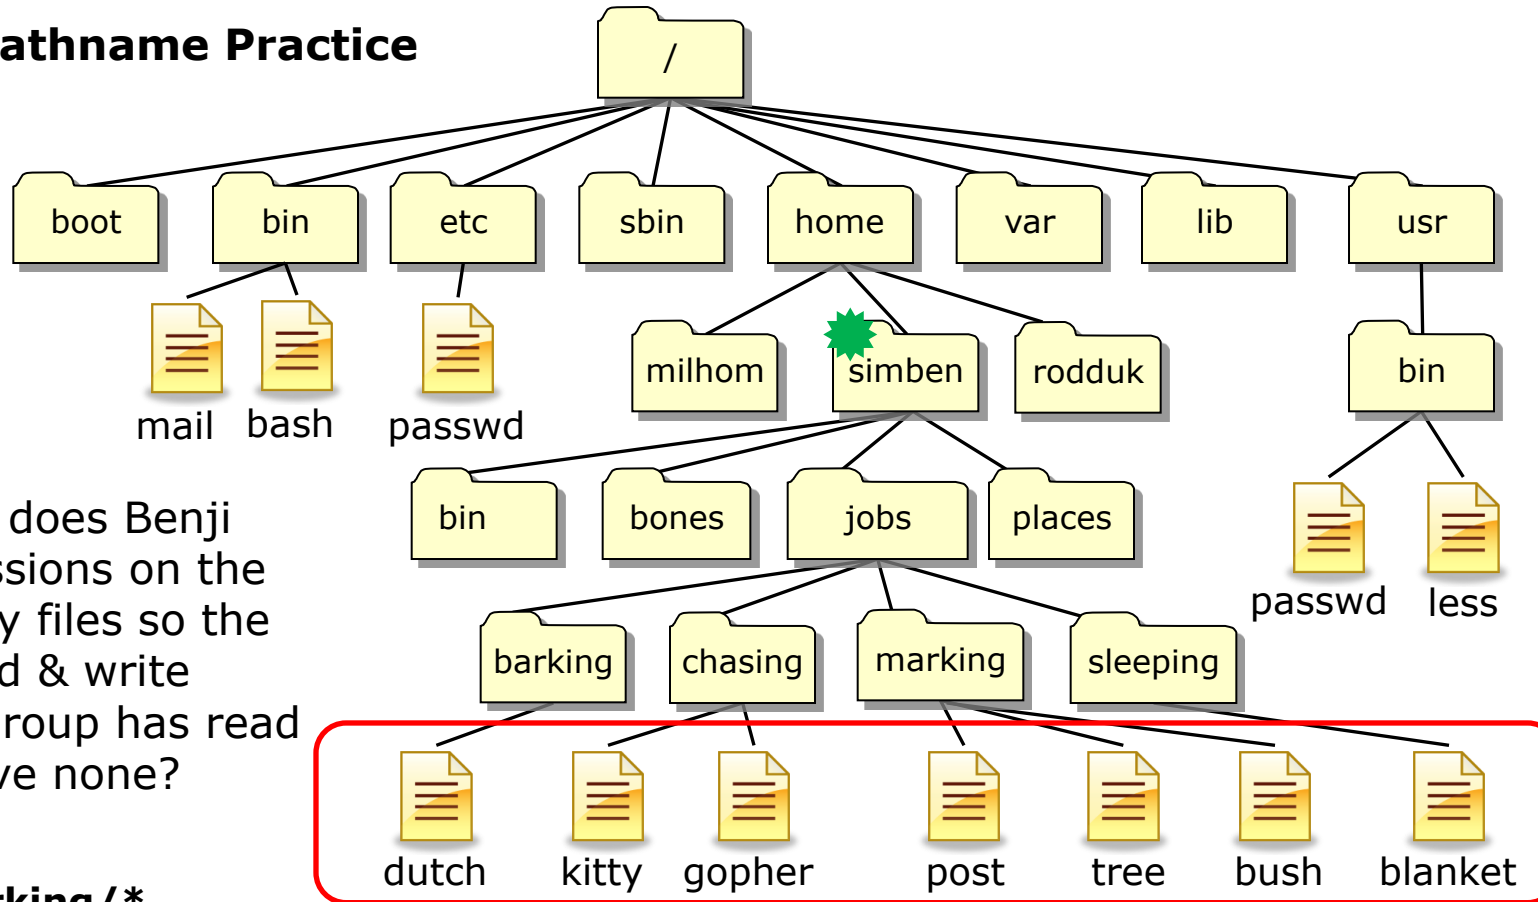 athname Practice
/
boot bin etc sbin home var lib usr
mail bash passwd
milhom simben rodduk bin
does Benji
ssions on the
y files so the
d & write
roup has read
ve none?
bin bones jobs places
passwd less
barking chasing marking sleeping
dutch kitty gopher post tree bush blanket
rking/*